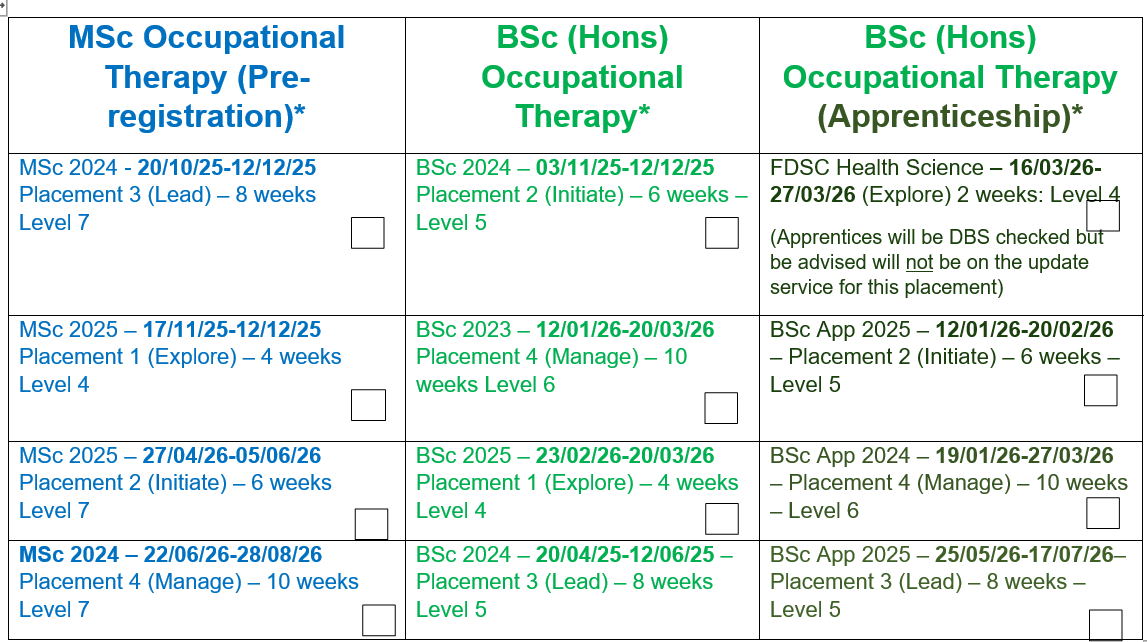 MSc Occupational
Therapy (Pre-
registration)*
BSc (Hons)
Occupational
Therapy*
BSc (Hons)
Occupational Therapy
(Apprenticeship)*
MSc 2024 - 20/10/25-12/12/25
Placement 3 (Lead) – 8 weeks
Level 7
BSc 2024 – 03/11/25-12/12/25
Placement 2 (Initiate) – 6 weeks –
Level 5
FDSC Health Science – 16/03/26-
27/03/26 (Explore) 2 weeks: Level 4
(Apprentices will be DBS checked but
be advised will not be on the update
service for this placement)
MSc 2025 – 17/11/25-12/12/25
Placement 1 (Explore) – 4 weeks
Level 4
BSc 2023 – 12/01/26-20/03/26
Placement 4 (Manage) – 10
weeks Level 6
BSc App 2025 – 12/01/26-20/02/26
– Placement 2 (Initiate) – 6 weeks –
Level 5
MSc 2025 – 27/04/26-05/06/26
Placement 2 (Initiate) – 6 weeks
Level 7
BSc 2025 – 23/02/26-20/03/26
Placement 1 (Explore) – 4 weeks
Level 4
BSc App 2024 – 19/01/26-27/03/26
– Placement 4 (Manage) – 10 weeks
– Level 6
MSc 2024 – 22/06/26-28/08/26
Placement 4 (Manage) – 10 weeks
Level 7
BSc 2024 – 20/04/25-12/06/25 –
Placement 3 (Lead) – 8 weeks
Level 5
BSc App 2025 – 25/05/26-17/07/26–
Placement 3 (Lead) – 8 weeks –
Level 5